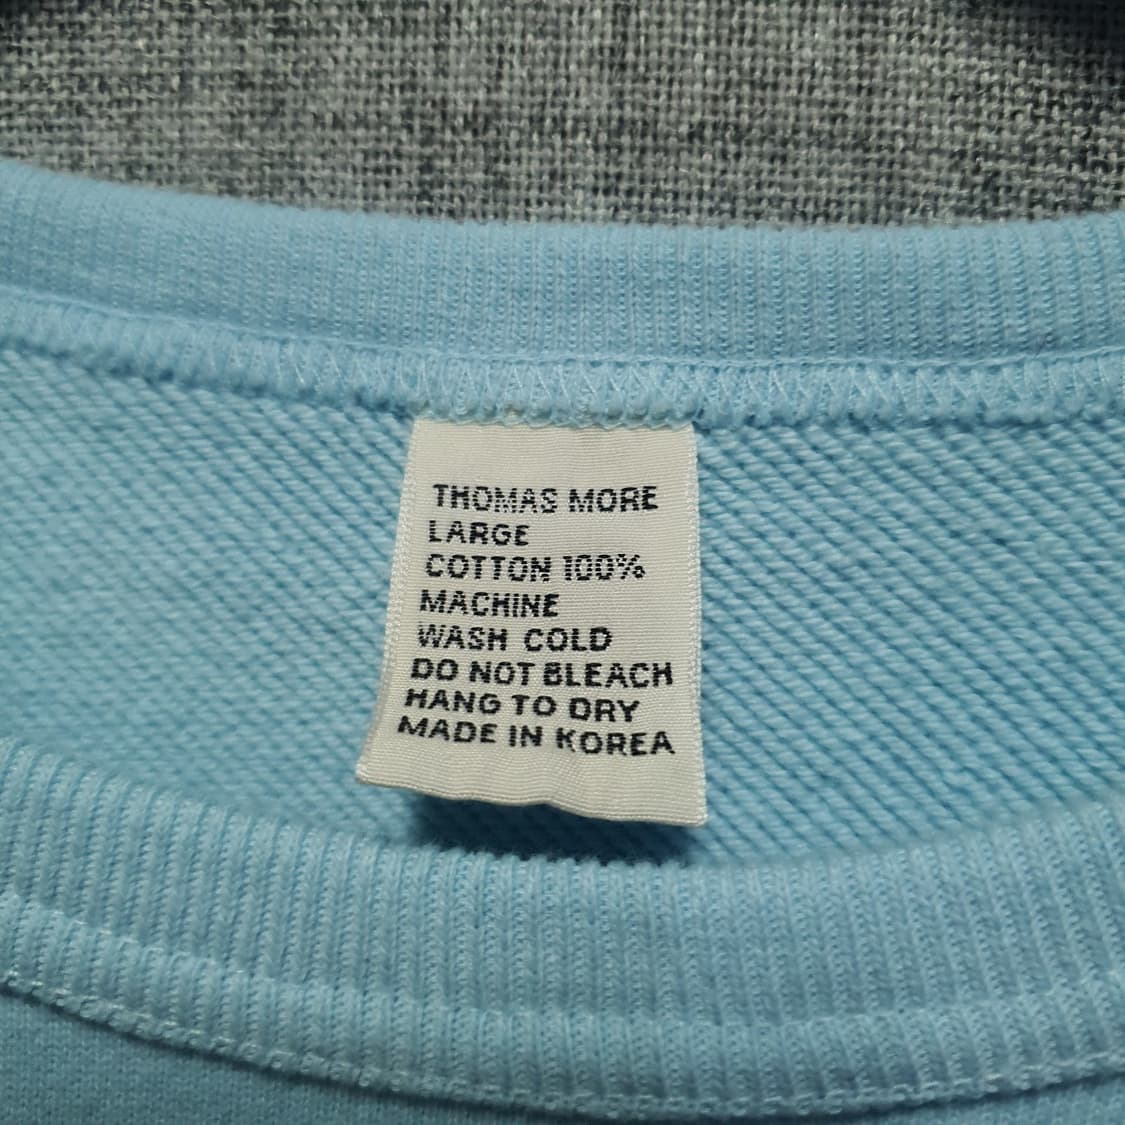 THOMAS MORE
LARGE
COTTON 100%
MACHINE
WASH COLD
DO NOT BLEACH
HANG TO DRY
MADE IN KOREA